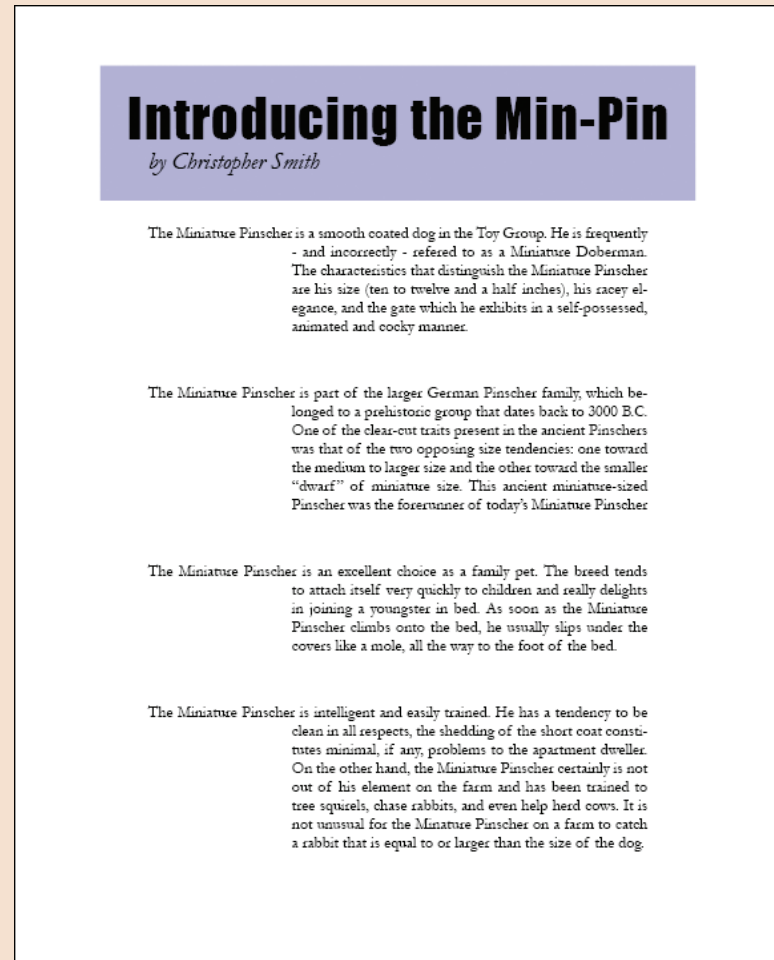 Introducing the Min-Pin
by Christopher Smith
The Miniature Pinscher is a smooth coated dog in the Toy Group. He is frequently
- and incorrectly - refered to as a Miniature Doberman.
The characteristics that distinguish the Miniature Pinscher
are his size (ten to twelve and a half inches), his racey el-
egance, and the gate which he exhibits in a self-possessed,
animated and cocky manner.
The Miniature Pinscher is part of the larger German Pinscher family, which be-
longed to a prehistoric group that dates back to 3000 B.C.
One of the clear-cut traits present in the ancient Pinschers
was that of the two opposing size tendencies: one toward
the medium to larger size and the other toward the smaller
“dwarf” of miniature size. This ancient miniature-sized
Pinscher was the forerunner of today’s Miniature Pinscher
The Miniature Pinscher is an excellent choice as a family pet. The breed tends
to attach itself very quickly to children and really delights
in joining a youngster in bed. As soon as the Miniature
Pinscher climbs onto the bed, he usually slips under the
covers like a mole, all the way to the foot of the bed.
The Miniature Pinscher is intelligent and easily trained. He has a tendency to be
clean in all respects, the shedding of the short coat consti-
tutes minimal, if any, problems to the apartment dweller.
On the other hand, the Miniature Pinscher certainly is not
out of his element on the farm and has been trained to
tree squirels, chase rabbits, and even help herd cows. It is
not unusual for the Minature Pinscher on a farm to catch
a rabbit that is equal to or larger than the size of the dog.